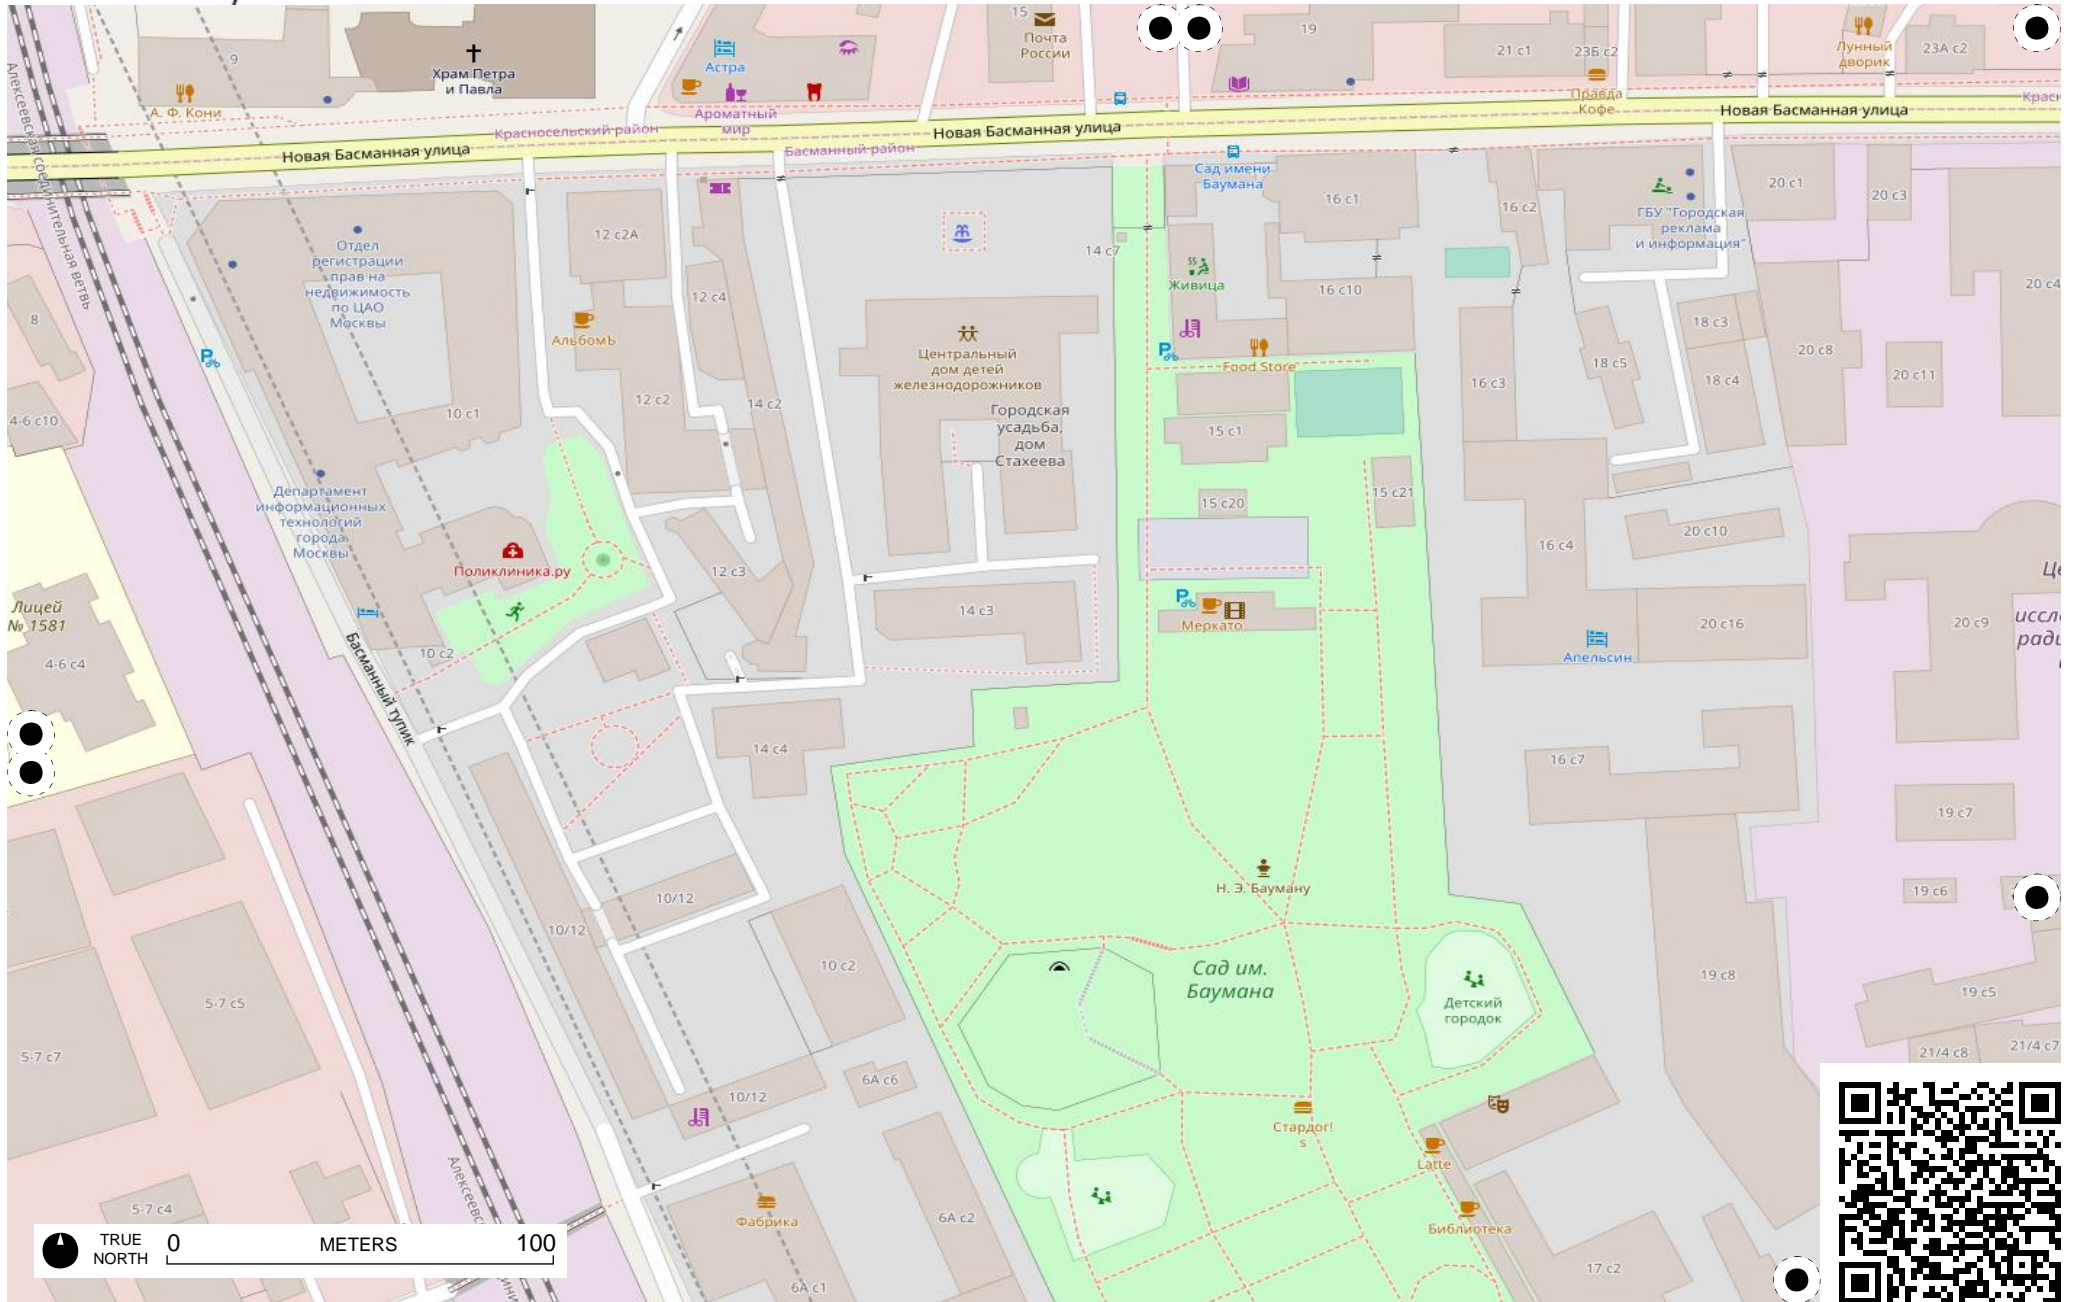 9
Храм Петра
и Павла
А. Ф. Кони
Астра
Ароматный
мир
15
Почта
России
19
21 с1
23Б с2
Правда
Кофе
Лунный
дворик
23А с2
Новая Басманная улица
Новая Басманная улица
Новая Басманная улица
Красносельский район
Басманный район
Алексеевская соединительная ветвь
Сад имени
Баумана
12 с2А
12 с4
14 с7
16 с1
16 с2
ГБУ "Городская
реклама
и информация"
20 с1
20 с3
Отдел
регистрации
прав на
недвижимость
по ЦАО
Москвы
Живица
16 с10
20 с4
8
АльбомЪ
Центральный
дом детей
железнодорожников
Food Store
18 с3
18 с5
18 с4
20 с8
20 с11
16 с3
4-6 с10
10 с1
12 с2
14 с2
Городская
усадьба,
дом
Стахеева
15 с1
15 с20
15 с21
Департамент
информационных
технологий
города
Москвы
Поликлиника.ру
12 с3
14 с3
Меркато
16 с4
20 с10
20 с16
20 с9
Апельсин
Лицей
№ 1581
4-6 с4
10 с2
Басманный тупик
14 с4
16 с7
19 с7
19 с6
Н. Э. Бауману
10/12
10/12
10 с2
Сад им.
Баумана
Детский
городок
19 с8
19 с5
5-7 с5
5-7 с7
21/4 с8
21/4 с7
6А с6
10/12
Стардог!
s
Latte
Библиотека
Фабрика
6А с2
5-7 с4
6А с1
17 с2
TRUE
NORTH
0
METERS
100